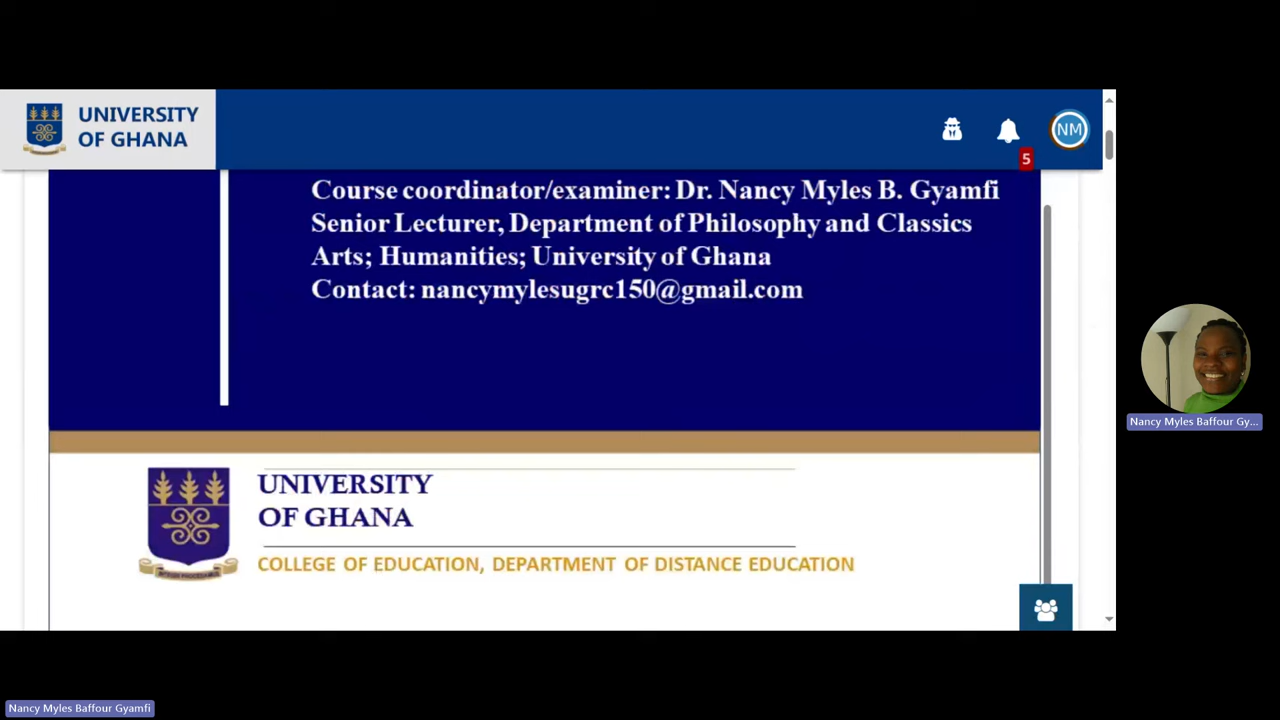 UNIVERSITY
OF GHANA
NM
5
Course coordinator/examiner: Dr. Nancy Myles B. Gyamfi
Senior Lecturer, Department of Philosophy and Classics
Arts; Humanities; University of Ghana
Contact: nancymylesugrc150@gmail.com
Nancy Myles Baffour Gy...
UNIVERSITY
OF GHANA
COLLEGE OF EDUCATION, DEPARTMENT OF DISTANCE EDUCATION
Nancy Myles Baffour Gyamfi